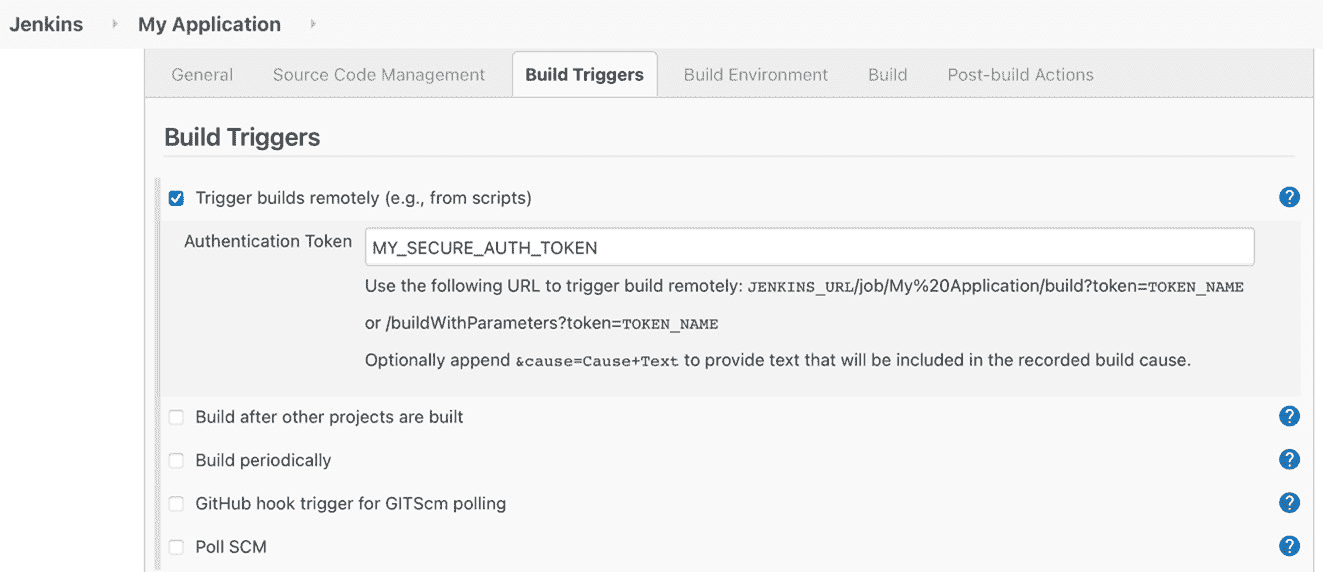 Jenkins My Application
General Source Code Management Build Triggers Build Environment Build Post-build Actions
Build Triggers
Trigger builds remotely (e.g., from scripts) ?
Authentication Token MY_SECURE_AUTH_TOKEN
Use the following URL to trigger build remotely: JENKINS_URL/job/My%20Application/build?token=TOKEN_NAME
or /buildWithParameters?token=TOKEN_NAME
Optionally append &cause=Cause+Text to provide text that will be included in the recorded build cause.
Build after other projects are built ?
Build periodically ?
GitHub hook trigger for GITScm polling ?
Poll SCM ?